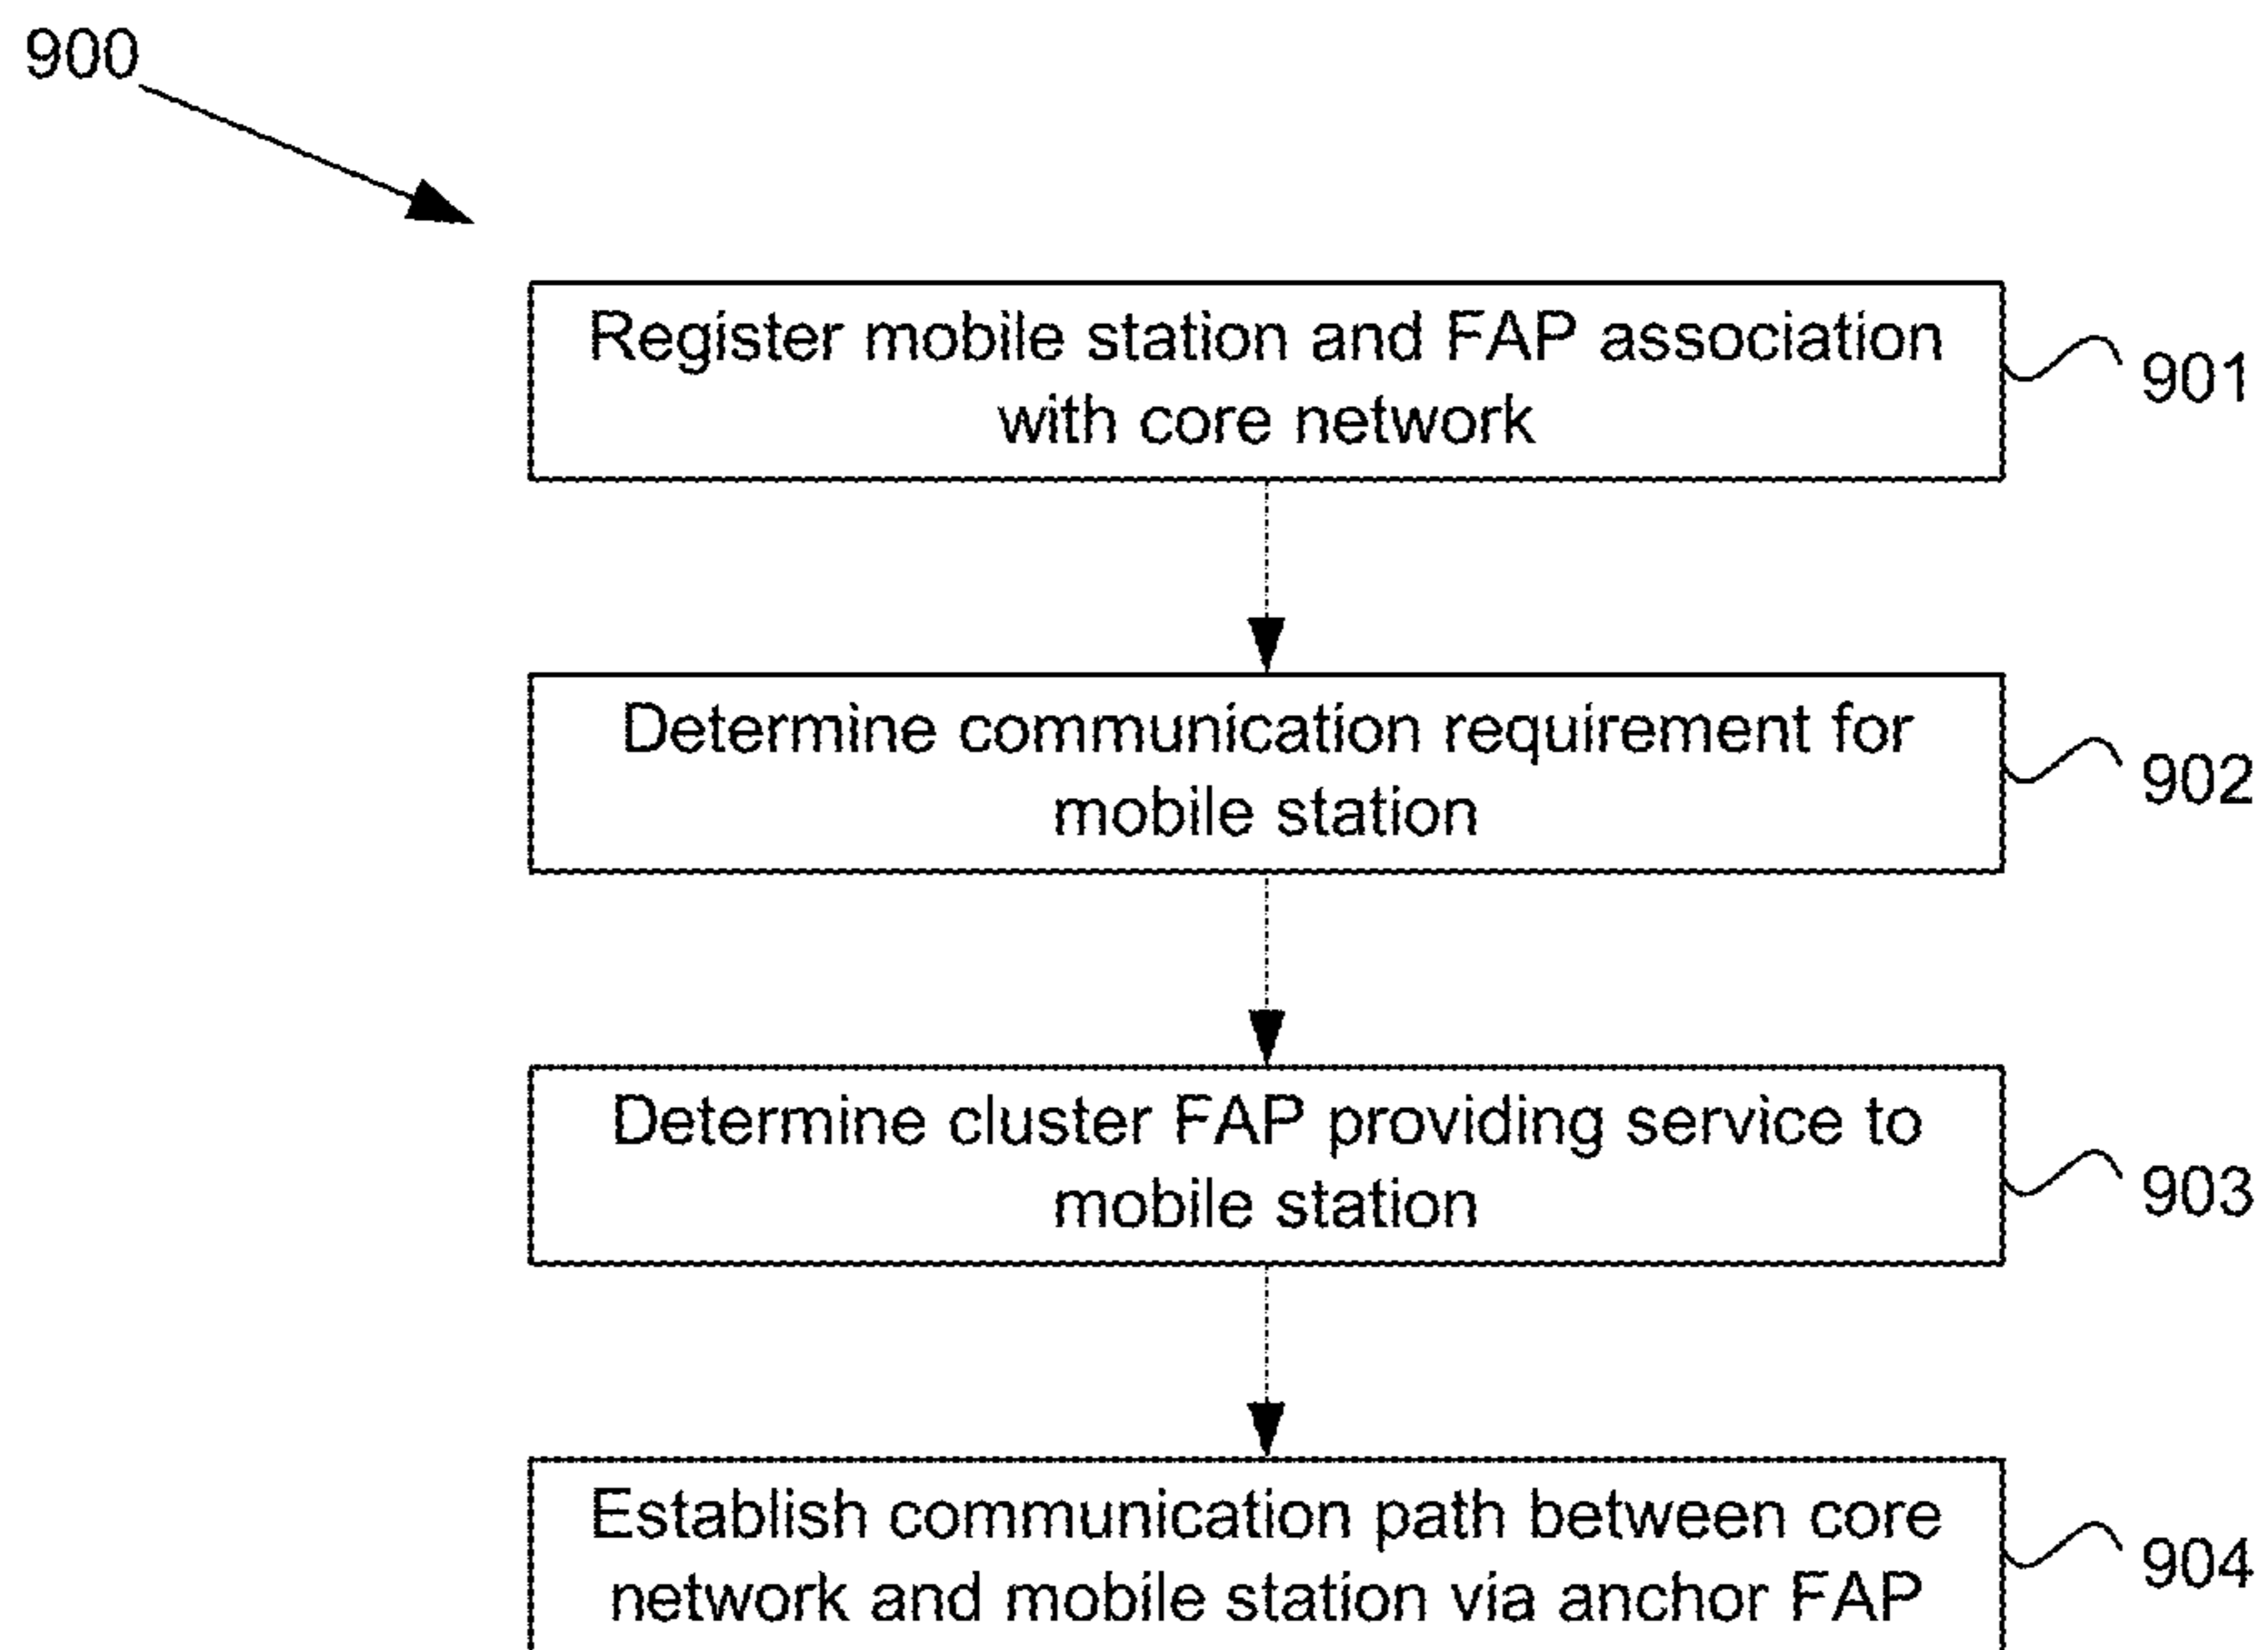 900
Register mobile station and FAP association
with core network
901
Determine communication requirement for
mobile station
902
Determine cluster FAP providing service to
mobile station
903
Establish communication path between core
network and mobile station via anchor FAP
904